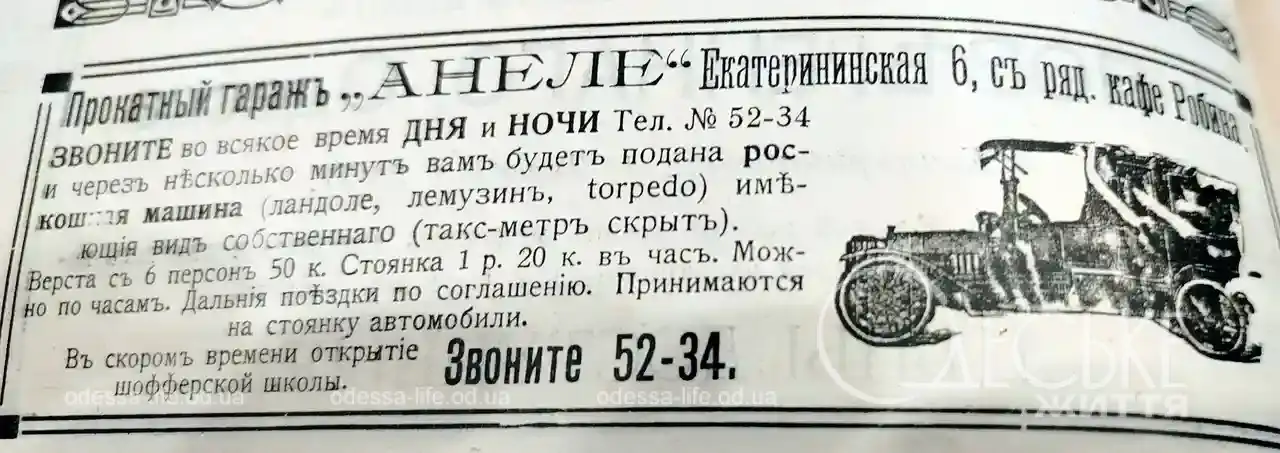 Прокатный гаражъ „АНЕЛЕ“ Екатерининская 6, съ ряд. кафе Робина.
ЗВОНИТЕ во всякое время ДНЯ и НОЧИ Тел. № 52-34
и черезъ нѣсколько минутъ вамъ будетъ подана рос-
кошная машина (ландоле, лемузинъ, torpedo) имѣ-
ющія видъ собственнаго (такс-метръ скрытъ).
Верста съ 6 персонъ 50 к. Стоянка 1 р. 20 к. въ часъ. Мож-
но по часамъ. Дальнія поѣздки по соглашенію. Принимаются
на стоянку автомобили.
Въ скоромъ времени открытіе
шофферской школы.
Звоните 52-34.
ОДЕСЬКЕ
ЖИТТЯ
odessa-life.od.ua
odessa-life.od.ua
odessa-life.od.ua